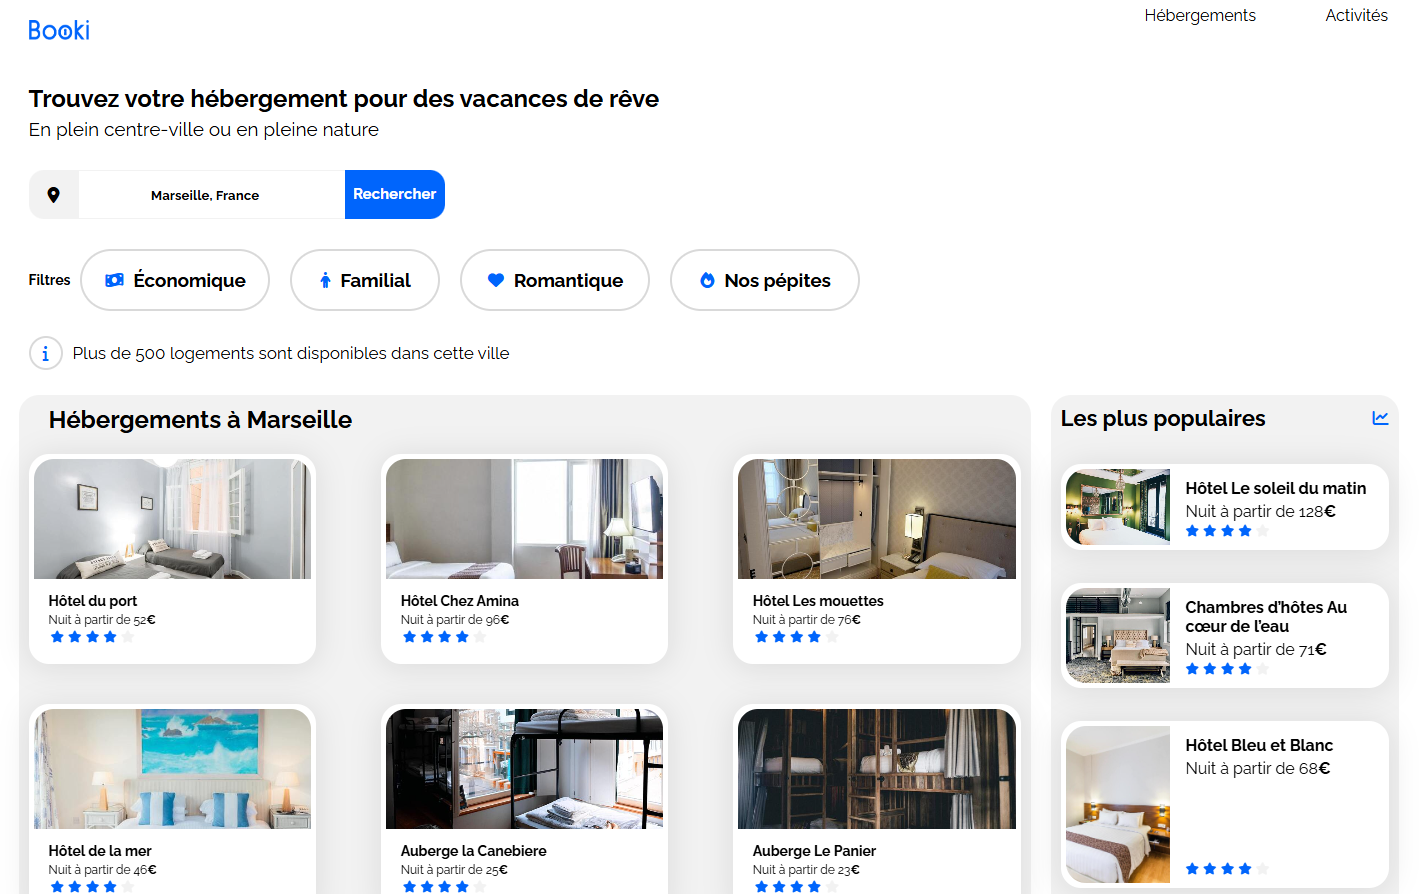 Booki
Hébergements
Activités
Trouvez votre hébergement pour des vacances de rêve
En plein centre-ville ou en pleine nature
Marseille, France
Rechercher
Filtres
Économique
Familial
Romantique
Nos pépites
Plus de 500 logements sont disponibles dans cette ville
Hébergements à Marseille
Hôtel du port
Nuit à partir de 52€
Hôtel Chez Amina
Nuit à partir de 96€
Hôtel Les mouettes
Nuit à partir de 76€
Hôtel de la mer
Nuit à partir de 46€
Auberge la Canebiere
Nuit à partir de 25€
Auberge Le Panier
Nuit à partir de 23€
Les plus populaires
Hôtel Le soleil du matin
Nuit à partir de 128€
Chambres d'hôtes Au
cœur de l'eau
Nuit à partir de 71€
Hôtel Bleu et Blanc
Nuit à partir de 68€